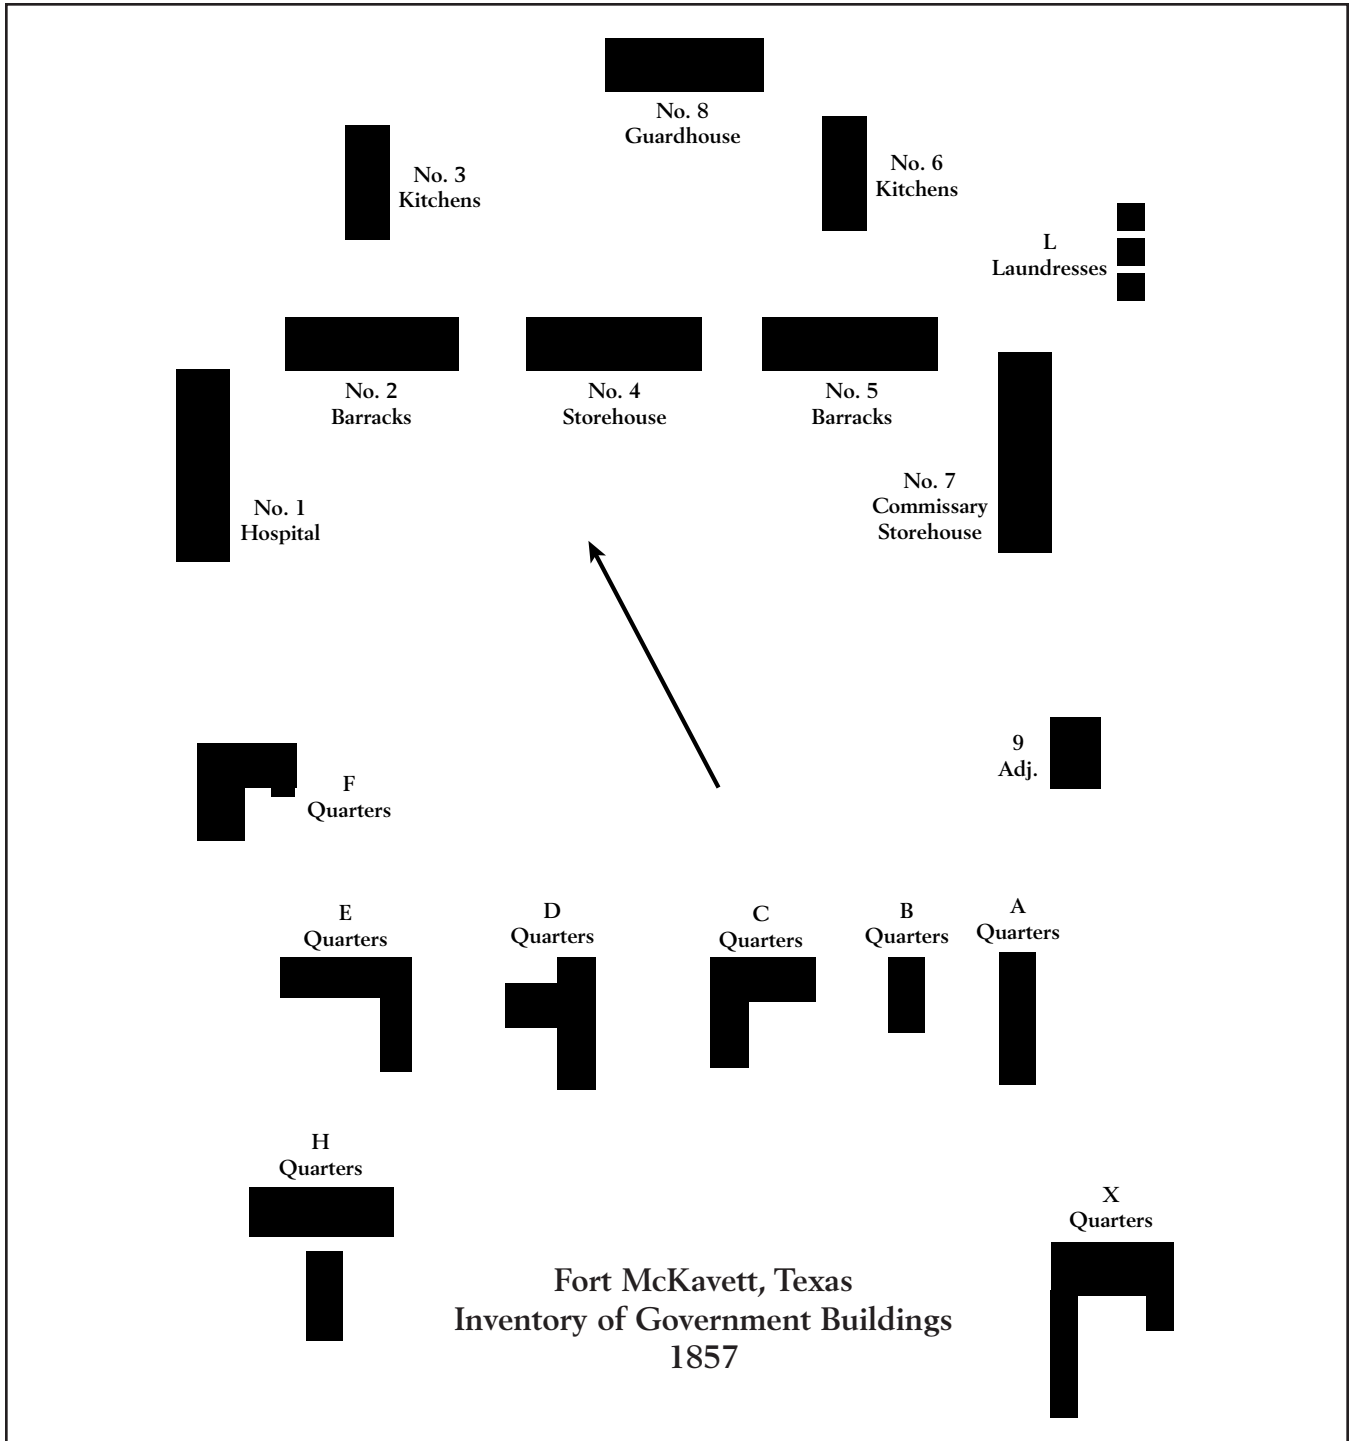 No. 8
Guardhouse
No. 3
Kitchens
No. 6
Kitchens
L
Laundresses
No. 2
Barracks
No. 4
Storehouse
No. 5
Barracks
No. 7
Commissary
Storehouse
No. 1
Hospital
9
Adj.
F
Quarters
E
Quarters
D
Quarters
C
Quarters
B
Quarters
A
Quarters
H
Quarters
X
Quarters
Fort McKavett, Texas
Inventory of Government Buildings
1857